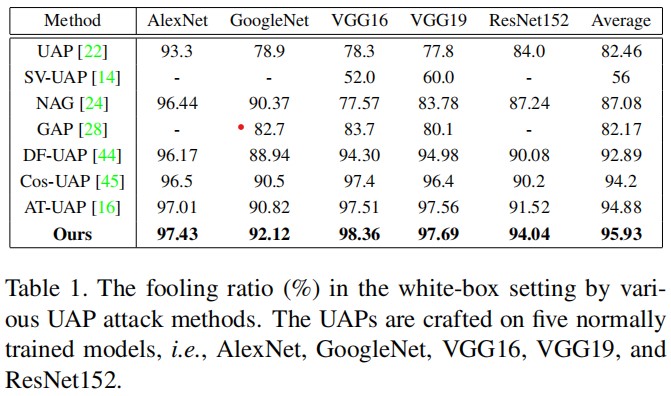 Method AlexNet GoogleNet VGG16 VGG19 ResNet152 Average
UAP [22] 93.3 78.9 78.3 77.8 84.0 82.46
SV-UAP [14] - - 52.0 60.0 - 56
NAG [24] 96.44 90.37 77.57 83.78 87.24 87.08
GAP [28] - 82.7 83.7 80.1 - 82.17
DF-UAP [44] 96.17 88.94 94.30 94.98 90.08 92.89
Cos-UAP [45] 96.5 90.5 97.4 96.4 90.2 94.2
AT-UAP [16] 97.01 90.82 97.51 97.56 91.52 94.88
Ours 97.43 92.12 98.36 97.69 94.04 95.93
Table 1. The fooling ratio (%) in the white-box setting by vari-
ous UAP attack methods. The UAPs are crafted on five normally
trained models, i.e., AlexNet, GoogleNet, VGG16, VGG19, and
ResNet152.